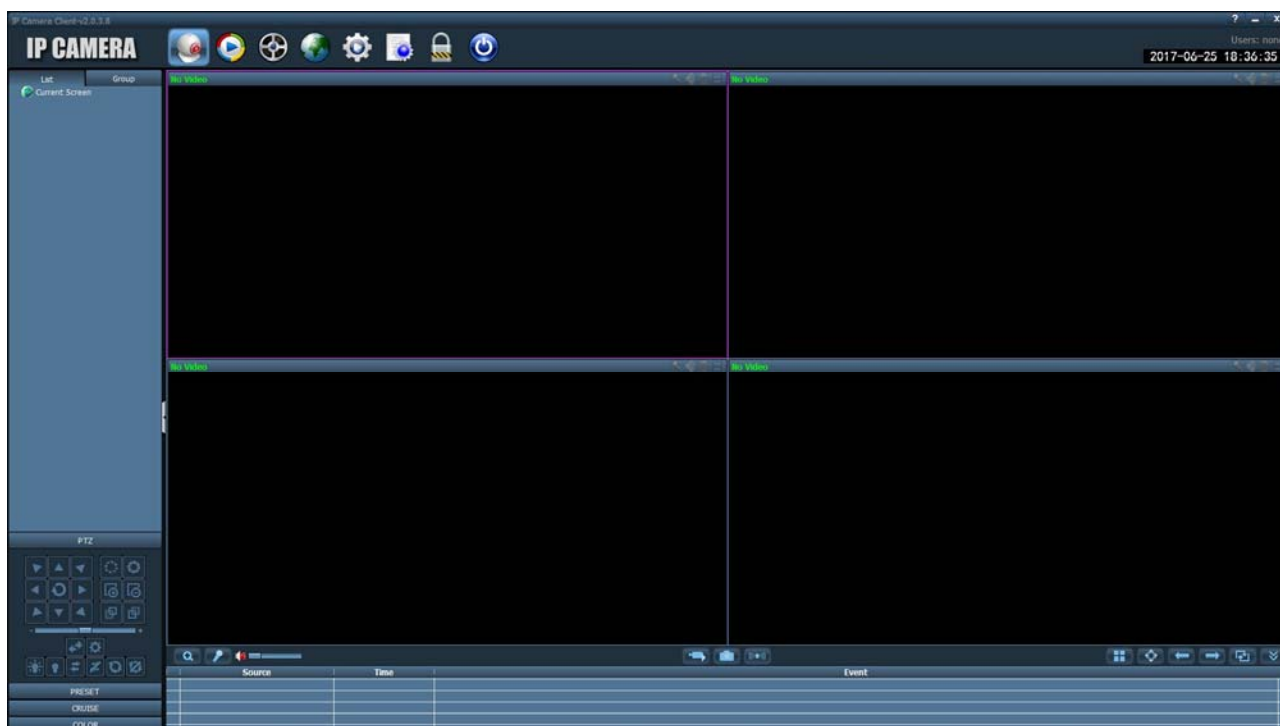 IP Camera Client-v2.0.3.8
? – x
IP CAMERA
Users: non
2017-06-25 18:36:35
List Group
Current Screen
No Video
No Video
No Video
No Video
PTZ
- +
Source Time Event
PRESET
CRUISE
COLOR